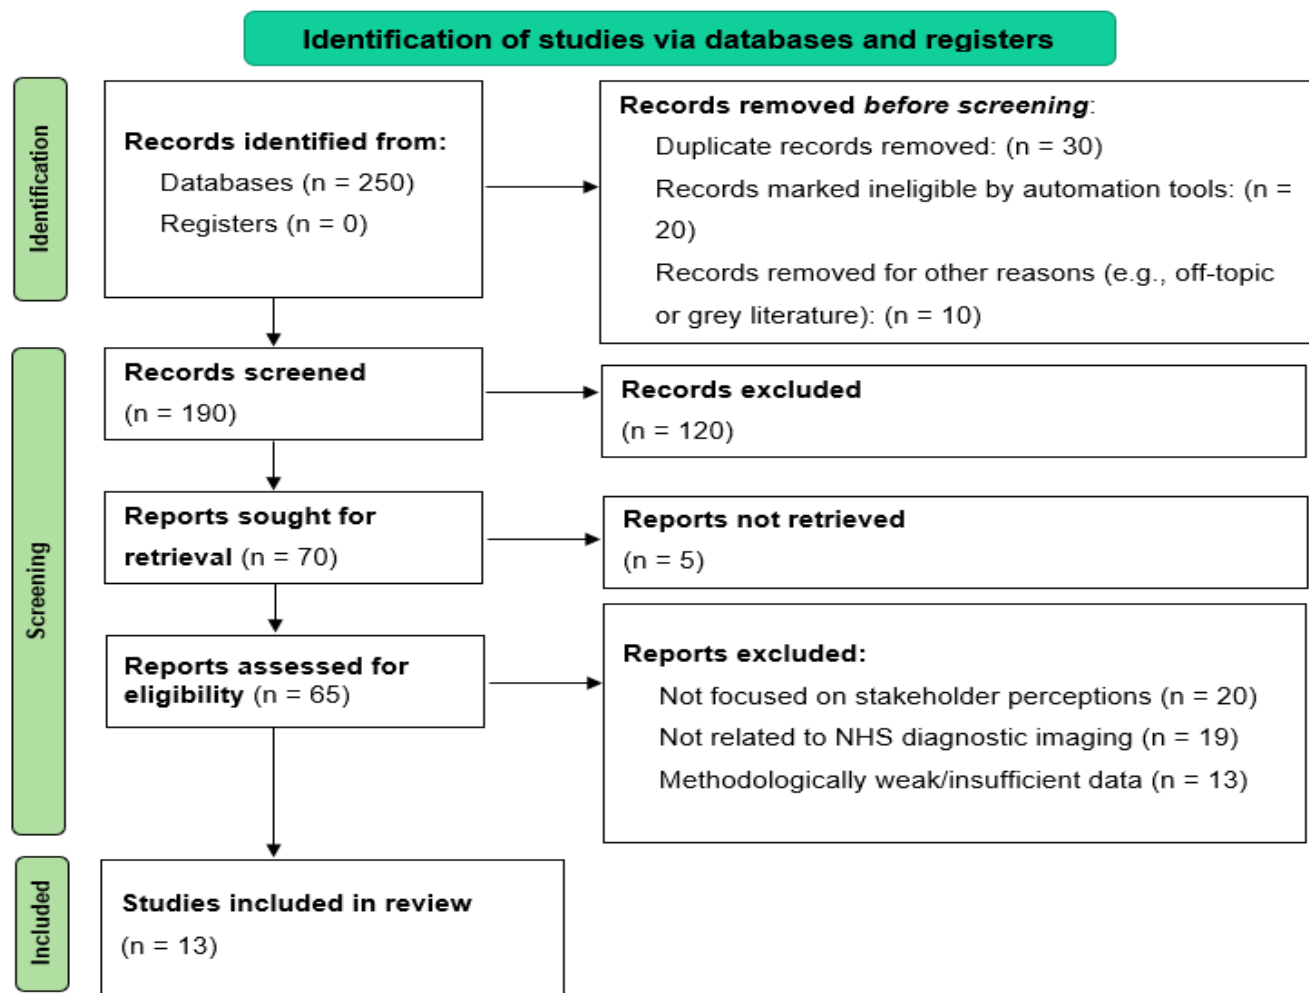 Identification of studies via databases and registers
Identification
Records identified from:
Databases (n = 250)
Registers (n = 0)
Records removed before screening:
Duplicate records removed: (n = 30)
Records marked ineligible by automation tools: (n =
20)
Records removed for other reasons (e.g., off-topic
or grey literature): (n = 10)
Screening
Records screened
(n = 190)
Records excluded
(n = 120)
Reports sought for
retrieval (n = 70)
Reports not retrieved
(n = 5)
Reports assessed for
eligibility (n = 65)
Reports excluded:
Not focused on stakeholder perceptions (n = 20)
Not related to NHS diagnostic imaging (n = 19)
Methodologically weak/insufficient data (n = 13)
Included
Studies included in review
(n = 13)